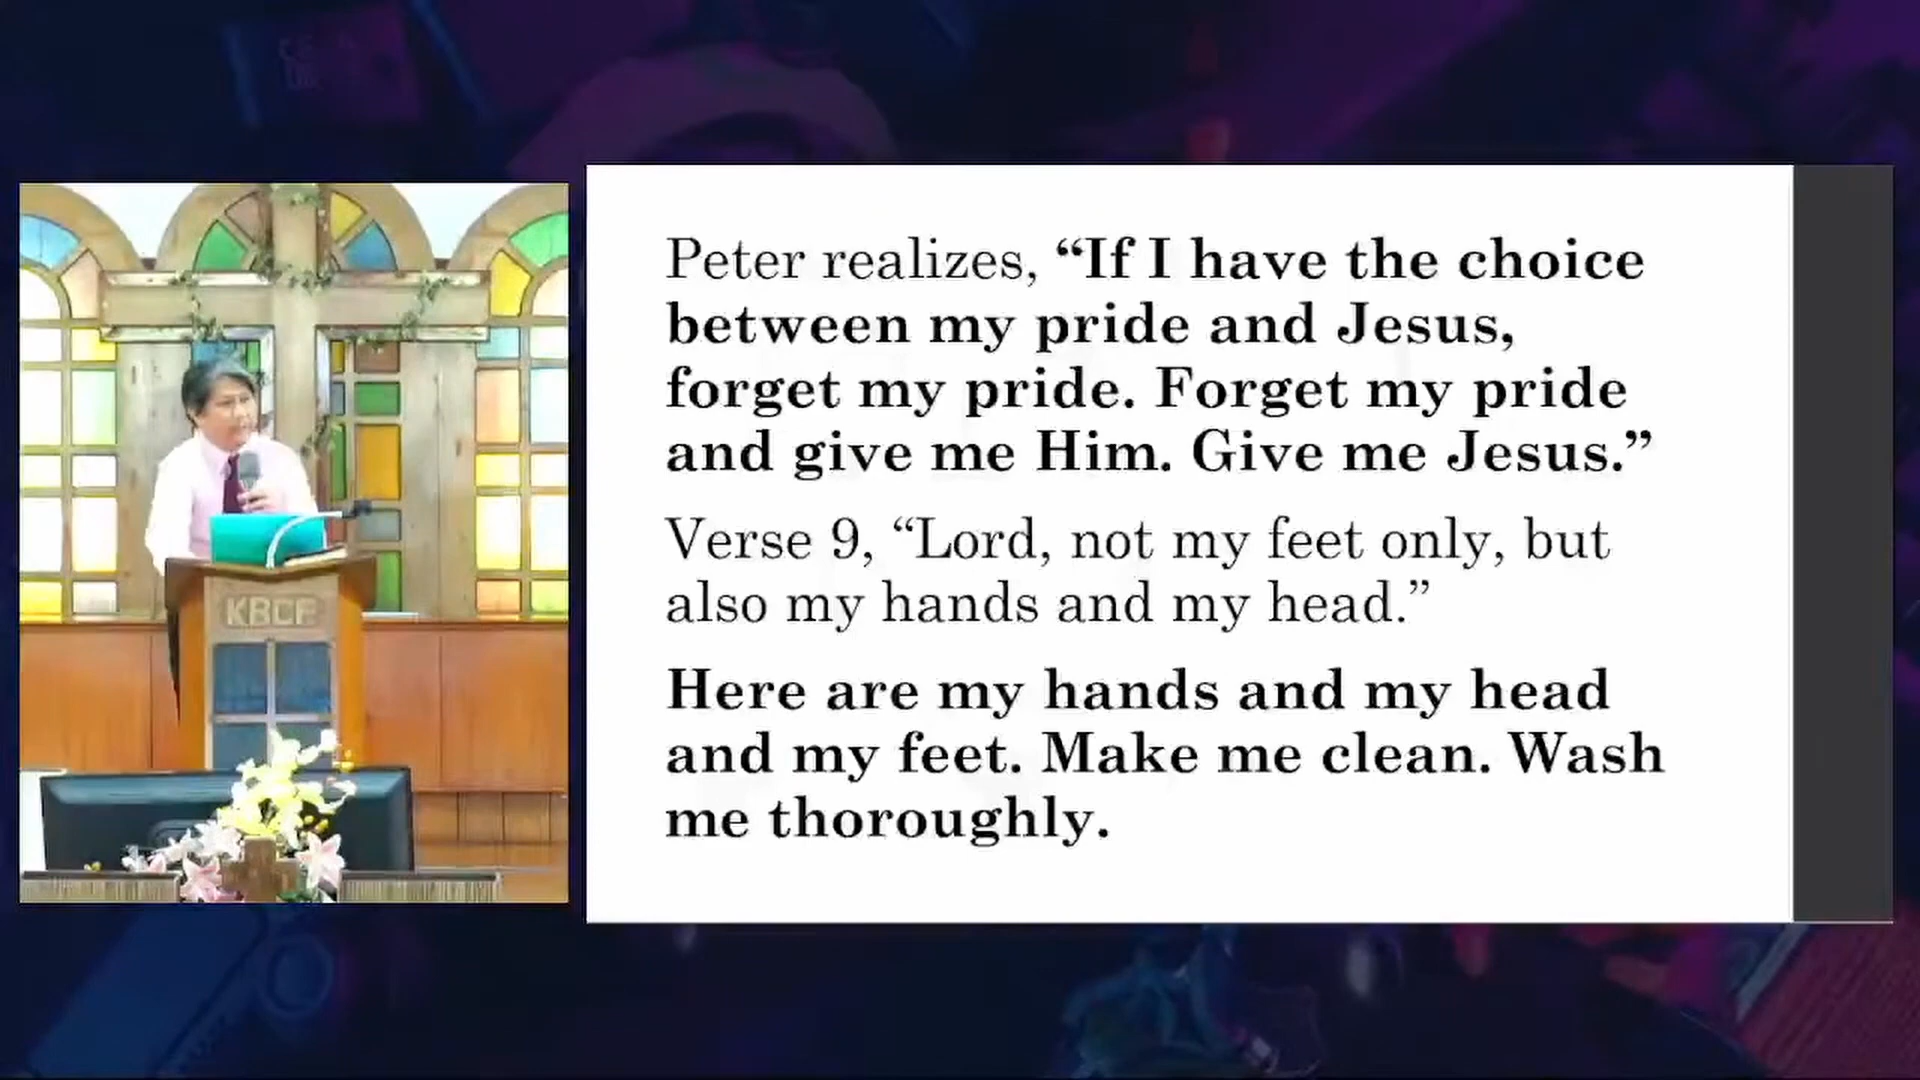 KBCF
Peter realizes, “If I have the choice
between my pride and Jesus,
forget my pride. Forget my pride
and give me Him. Give me Jesus.”
Verse 9, “Lord, not my feet only, but
also my hands and my head.”
Here are my hands and my head
and my feet. Make me clean. Wash
me thoroughly.